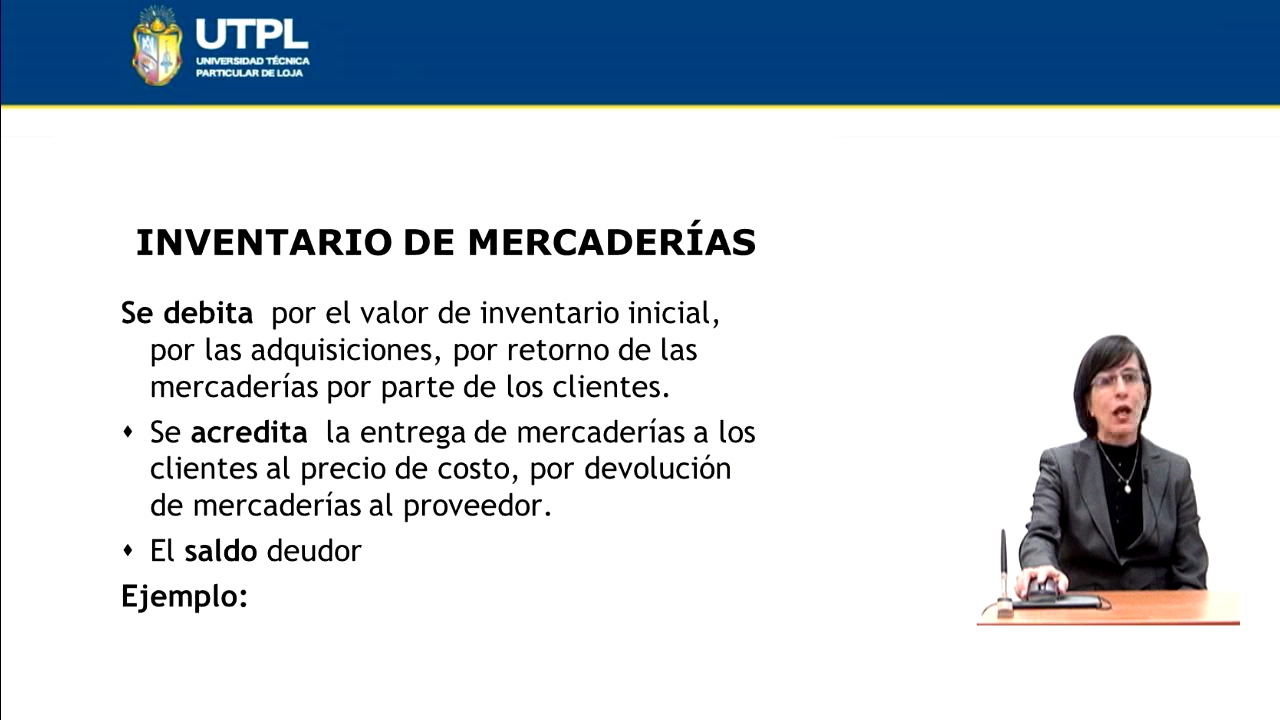 UTPL
UNIVERSIDAD TÉCNICA
PARTICULAR DE LOJA
INVENTARIO DE MERCADERÍAS
Se debita por el valor de inventario inicial,
por las adquisiciones, por retorno de las
mercaderías por parte de los clientes.
♦ Se acredita la entrega de mercaderías a los
clientes al precio de costo, por devolución
de mercaderías al proveedor.
♦ El saldo deudor
Ejemplo: